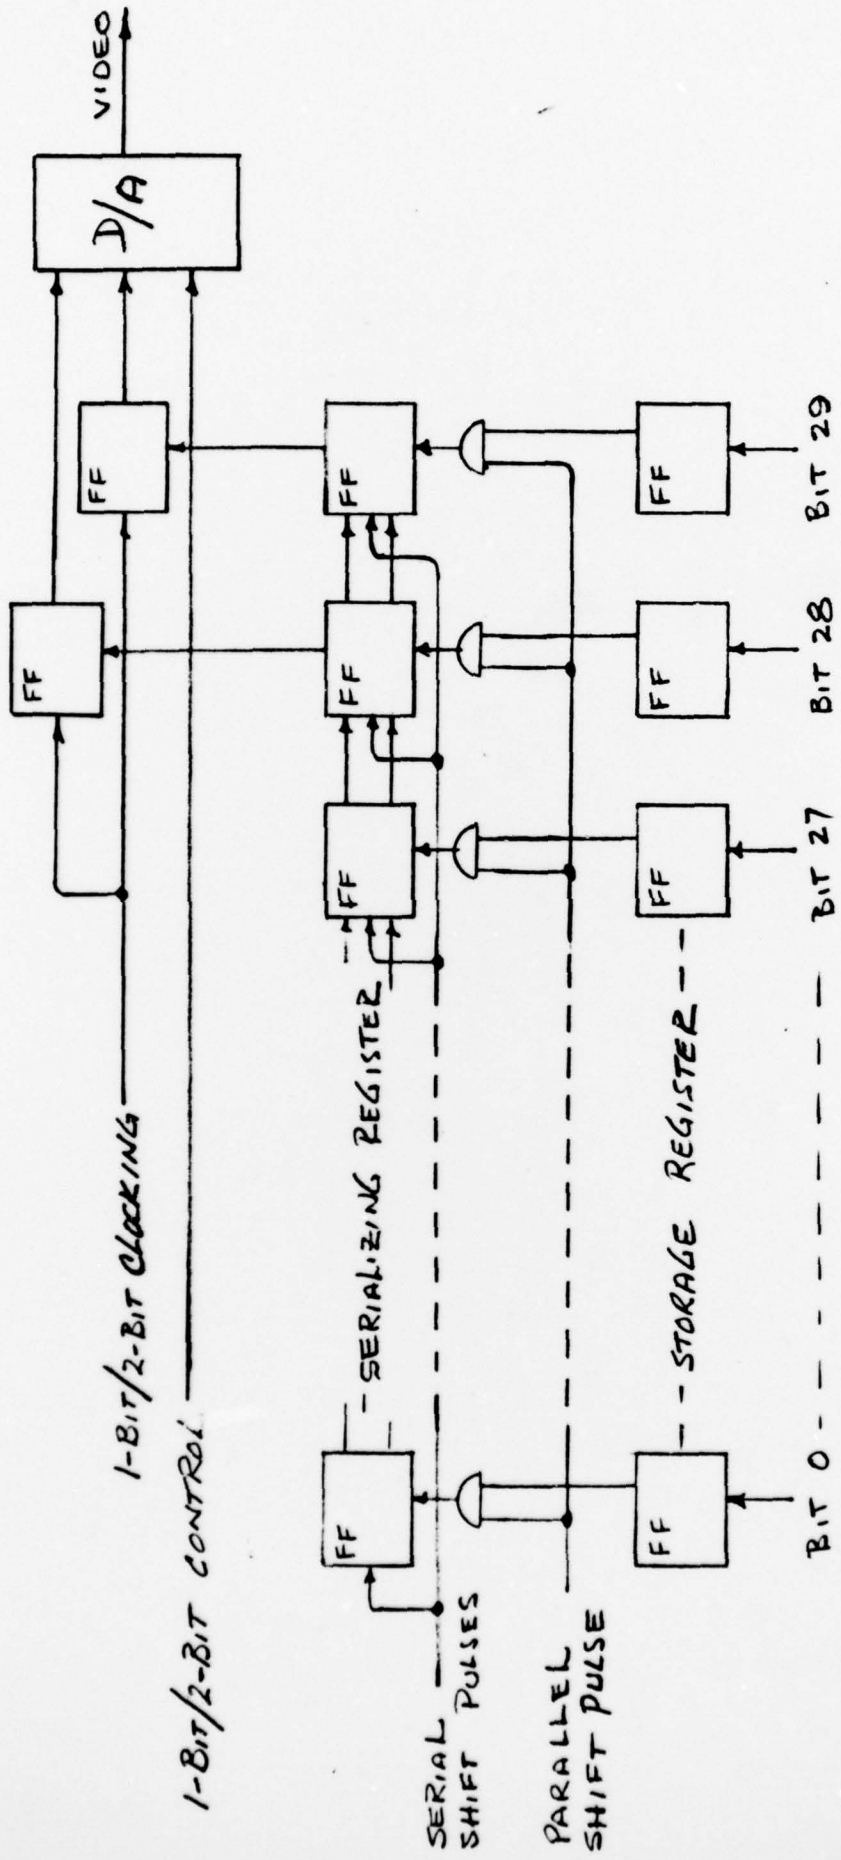 VIDEO
D/A
FF
FF
1-BIT/2-BIT CLOCKING
1-BIT/2-BIT CONTROL
FF
SERIALIZING REGISTER
FF
FF
FF
SERIAL
SHIFT PULSES
PARALLEL
SHIFT PULSE
FF
STORAGE REGISTER
FF
FF
FF
BIT 0
BIT 27
BIT 28
BIT 29